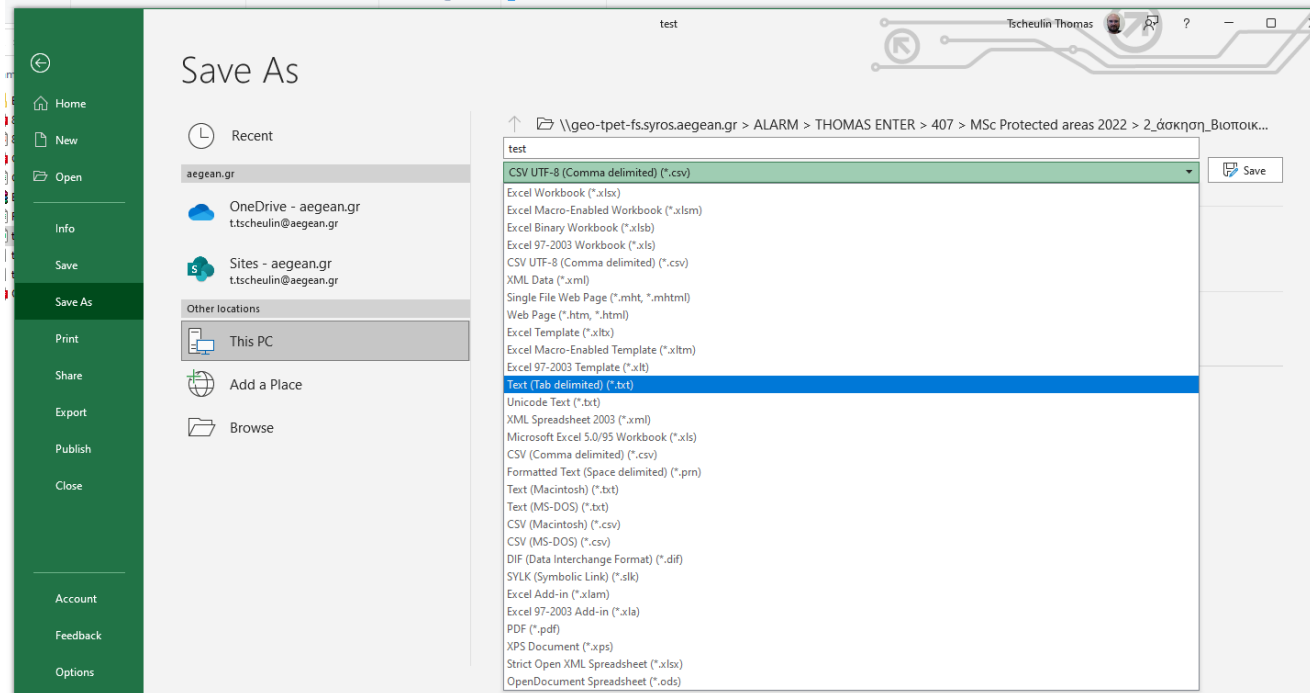 test
Tscheulin Thomas
?
Save As
Home
New
Open
Info
Save
Save As
Print
Share
Export
Publish
Close
Account
Feedback
Options
Recent
aegean.gr
OneDrive - aegean.gr
t.tscheulin@aegean.gr
Sites - aegean.gr
t.tscheulin@aegean.gr
Other locations
This PC
Add a Place
Browse
\\geo-tpet-fs.syros.aegean.gr > ALARM > THOMAS ENTER > 407 > MSc Protected areas 2022 > 2_άσκηση_Βιοποικ...
test
CSV UTF-8 (Comma delimited) (*.csv)
Save
Excel Workbook (*.xlsx)
Excel Macro-Enabled Workbook (*.xlsm)
Excel Binary Workbook (*.xlsb)
Excel 97-2003 Workbook (*.xls)
CSV UTF-8 (Comma delimited) (*.csv)
XML Data (*.xml)
Single File Web Page (*.mht, *.mhtml)
Web Page (*.htm, *.html)
Excel Template (*.xltx)
Excel Macro-Enabled Template (*.xltm)
Excel 97-2003 Template (*.xlt)
Text (Tab delimited) (*.txt)
Unicode Text (*.txt)
XML Spreadsheet 2003 (*.xml)
Microsoft Excel 5.0/95 Workbook (*.xls)
CSV (Comma delimited) (*.csv)
Formatted Text (Space delimited) (*.prn)
Text (Macintosh) (*.txt)
Text (MS-DOS) (*.txt)
CSV (Macintosh) (*.csv)
CSV (MS-DOS) (*.csv)
DIF (Data Interchange Format) (*.dif)
SYLK (Symbolic Link) (*.slk)
Excel Add-in (*.xlam)
Excel 97-2003 Add-in (*.xla)
PDF (*.pdf)
XPS Document (*.xps)
Strict Open XML Spreadsheet (*.xlsx)
OpenDocument Spreadsheet (*.ods)